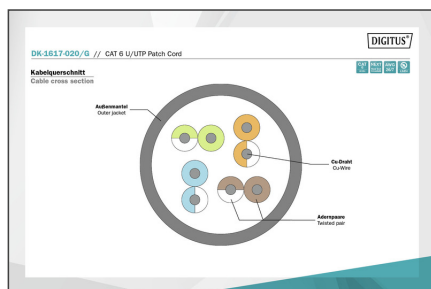 DIGITUS®
DK-1617-020/G // CAT 6 U/UTP Patch Cord
Kabelquerschnitt
Cable cross section
Außenmantel
Outer jacket
Cu-Draht
Cu-Wire
Adernpaare
Twisted pair